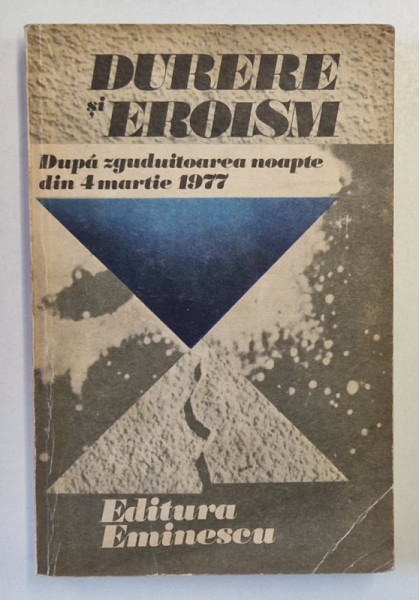 DURERE
și EROISM
După zguduitoarea noapte
din 4 martie 1977
Editura
Eminescu